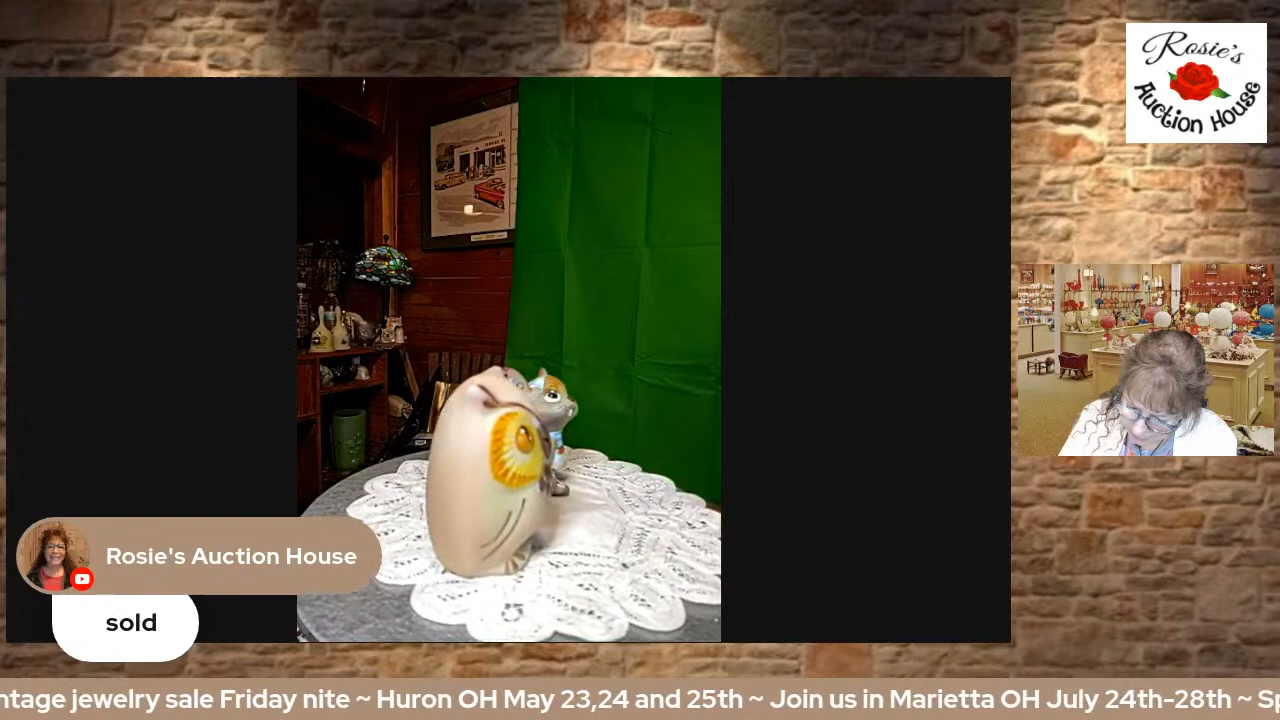 Rosie's
Auction House
Rosie's Auction House
sold
ntage jewelry sale Friday nite ~ Huron OH May 23,24 and 25th ~ Join us in Marietta OH July 24th-28th ~ Sp